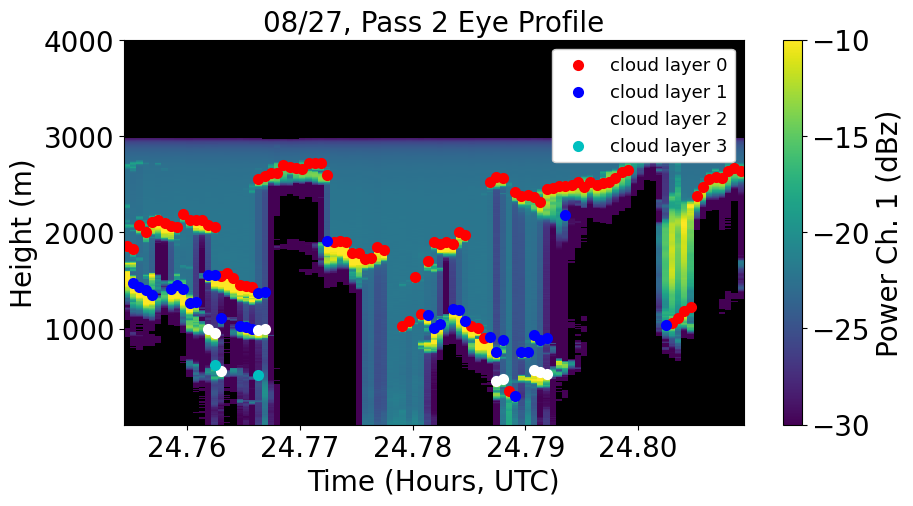 08/27, Pass 2 Eye Profile
4000
3000
2000
1000
Height (m)
cloud layer 0
cloud layer 1
cloud layer 2
cloud layer 3
24.76 24.77 24.78 24.79 24.80
Time (Hours, UTC)
−10
−15
−20
−25
−30
Power Ch. 1 (dBz)